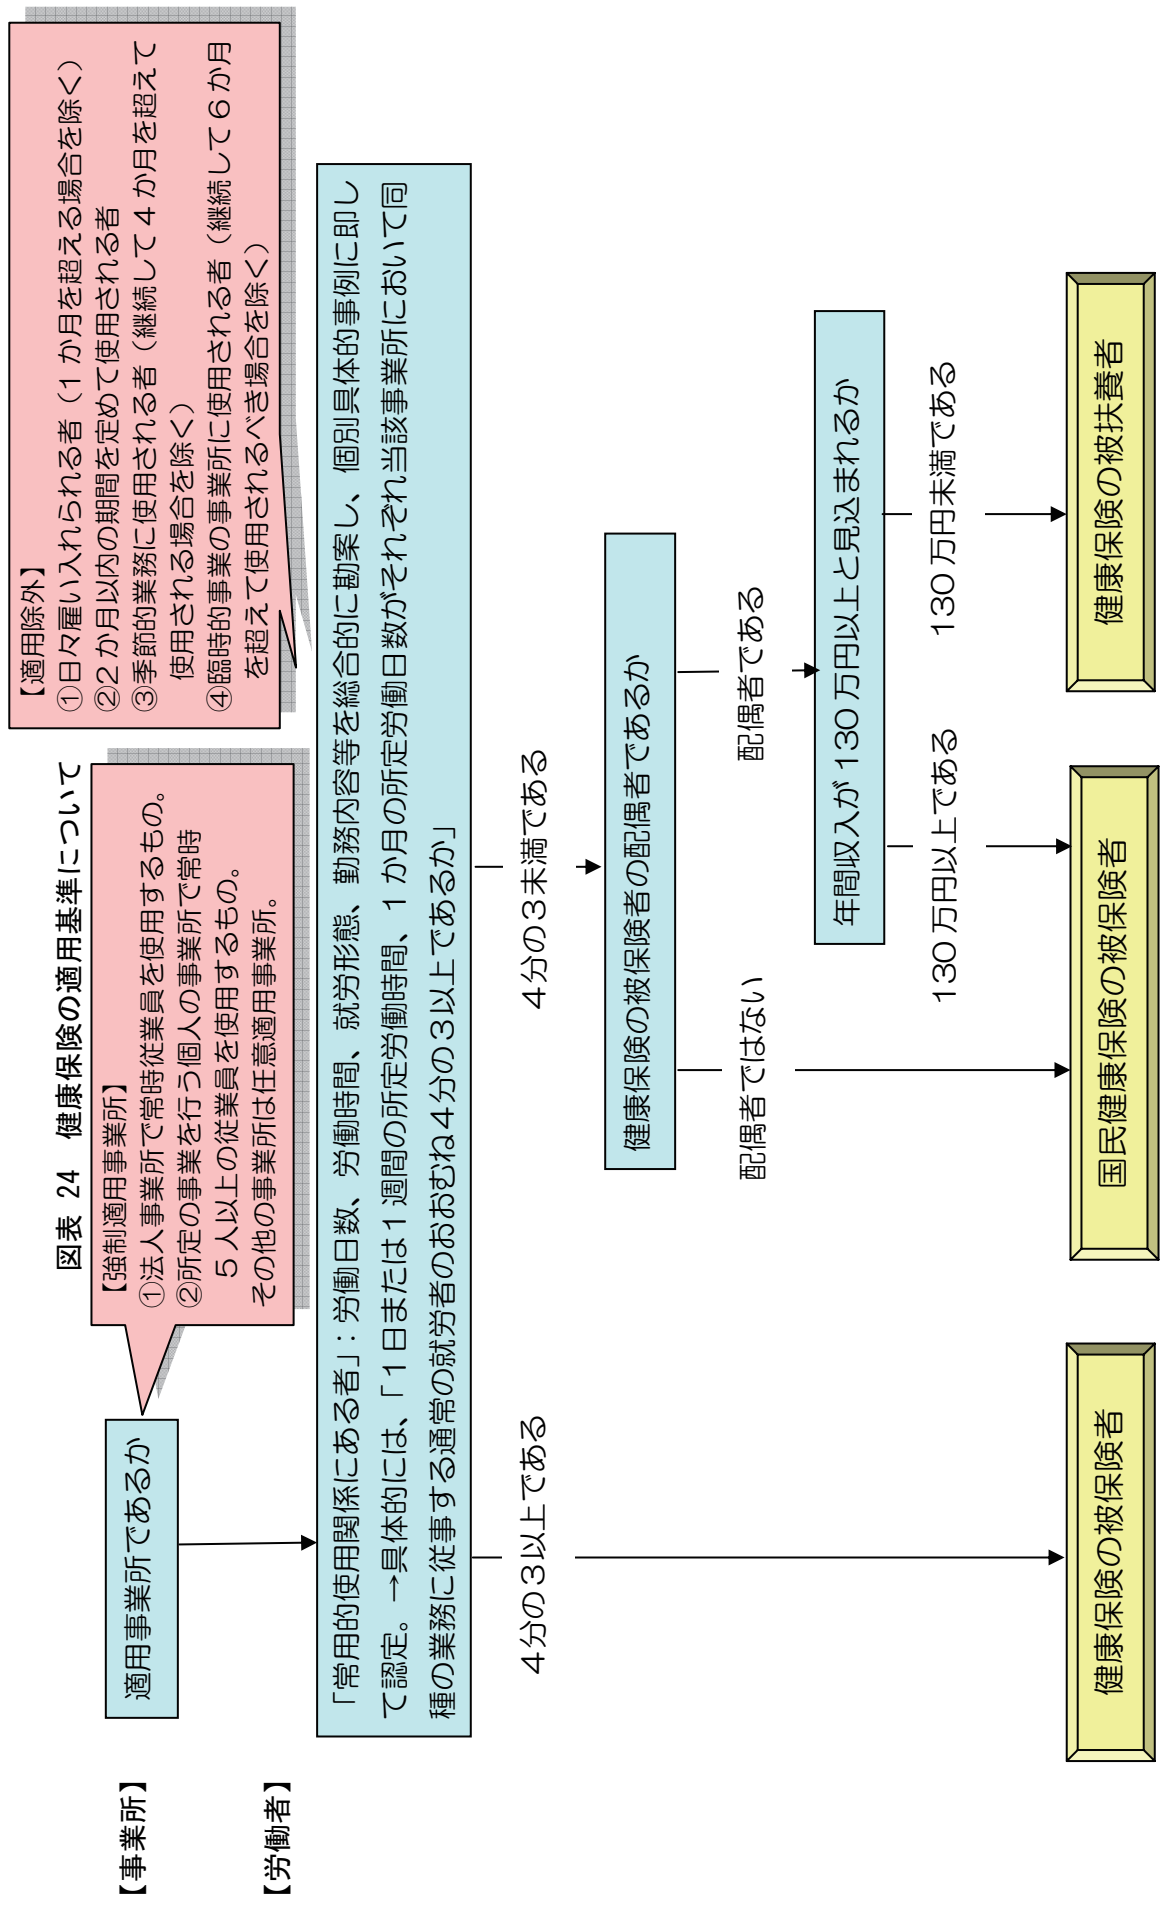 図表 24　健康保険の適用基準について
【事業所】
適用事業所であるか
【強制適用事業所】
①法人事業所で常時従業員を使用するもの。
②所定の事業を行う個人の事業所で常時
５人以上の従業員を使用するもの。
その他の事業所は任意適用事業所。
【適用除外】
①日々雇い入れられる者（1 か月を超える場合を除く）
②2 か月以内の期間を定めて使用される者
③季節的業務に使用される者（継続して 4 か月を超えて
使用される場合を除く）
④臨時的事業の事業所に使用される者（継続して６か月
を超えて使用されるべき場合を除く）
【労働者】
「常用的使用関係にある者」：労働日数、労働時間、就労形態、勤務内容等を総合的に勘案し、個別具体的事例に即し
て認定。→具体的には、「１日または 1 週間の所定労働時間、1 か月の所定労働日数がそれぞれ当該事業所において同
種の業務に従事する通常の就労者のおおむね４分の３以上であるか」
４分の３以上である
４分の３未満である
健康保険の被保険者の配偶者であるか
配偶者ではない
配偶者である
年間収入が 130 万円以上と見込まれるか
130 万円以上である
130 万円未満である
健康保険の被保険者
国民健康保険の被保険者
健康保険の被扶養者